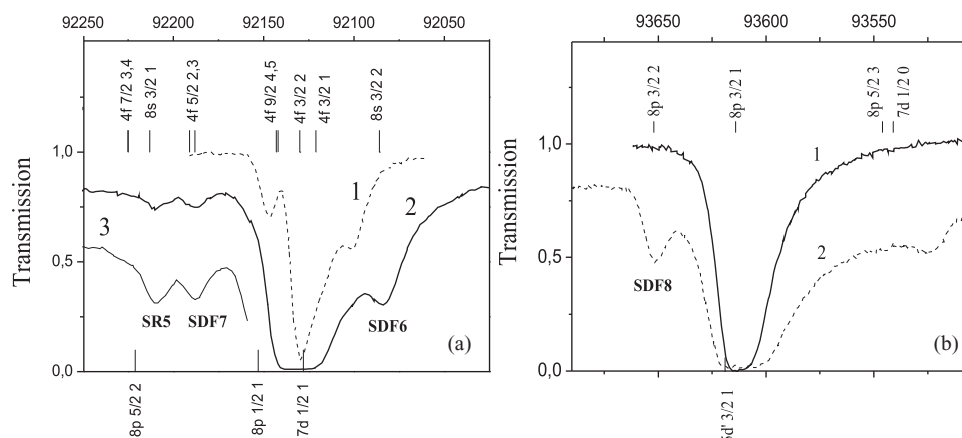 92250 92200 92150 92100 92050
4f 7/2 3,4
8s 3/2 1
4f 5/2 2,3
4f 9/2 4,5
4f 3/2 2
4f 3/2 1
8s 3/2 2
Transmission
1,0
0,5
0,0
1
2
3
SR5
SDF7
SDF6
(a)
8p 5/2 2
8p 1/2 1
7d 1/2 1
93650 93600 93550
8p 3/2 2
8p 3/2 1
8p 5/2 3
7d 1/2 0
Transmission
1,0
0,5
0,0
1
2
SDF8
(b)
d' 3/2 1